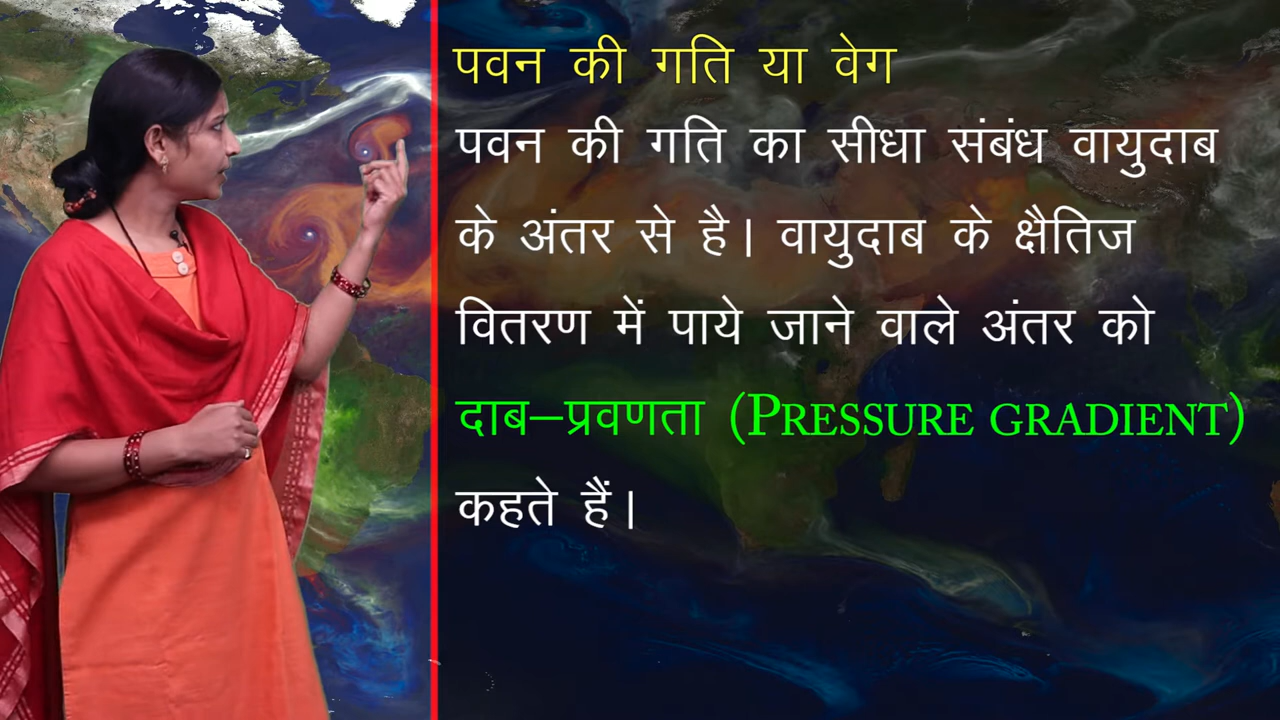 पवन की गति या वेग
पवन की गति का सीधा संबंध वायुदाब
के अंतर से है। वायुदाब के क्षैतिज
वितरण में पाये जाने वाले अंतर को
दाब–प्रवणता (PRESSURE GRADIENT)
कहते हैं।